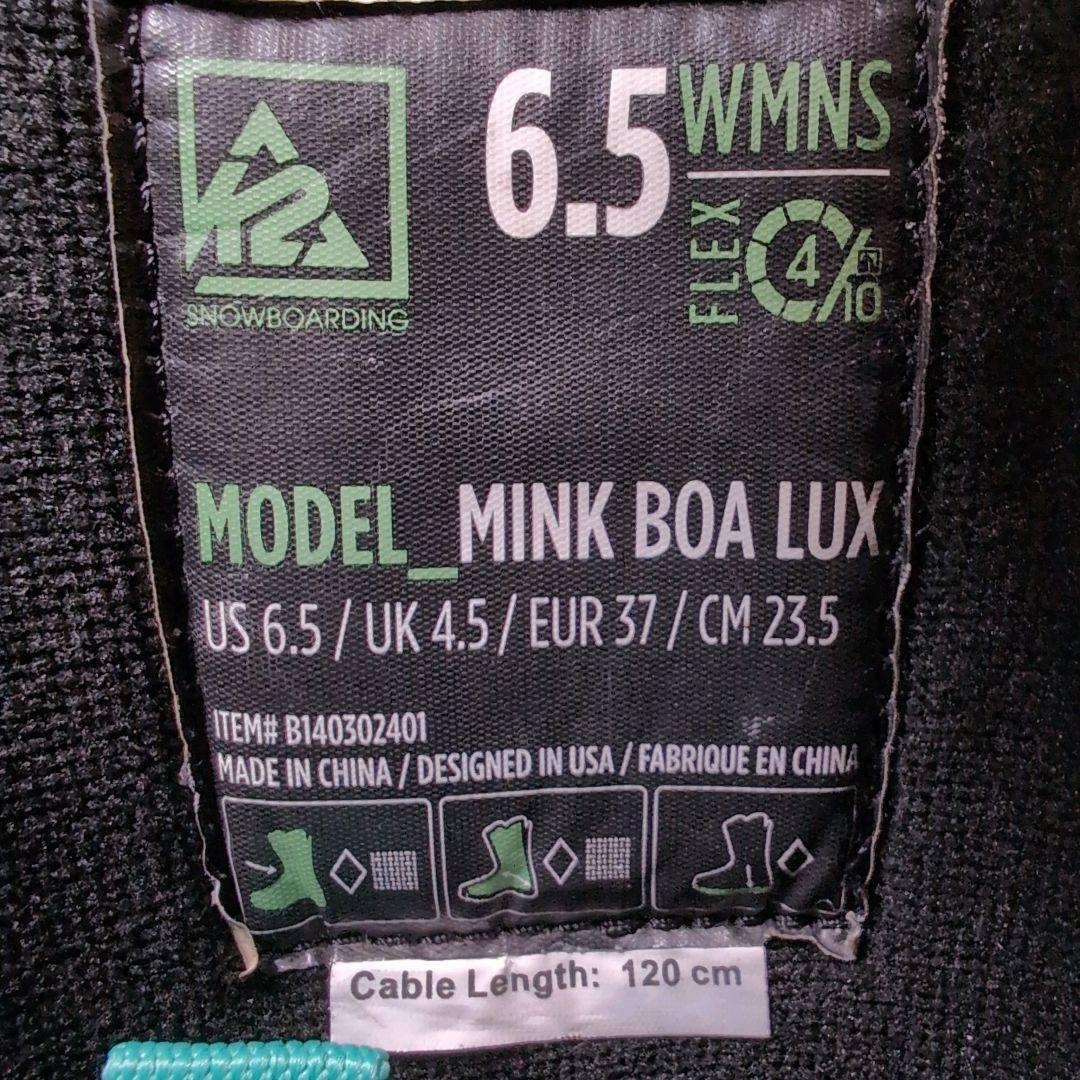 K2
SNOWBOARDING
6.5 WMNS
FLEX 4/10
MODEL_MINK BOA LUX
US 6.5 / UK 4.5 / EUR 37 / CM 23.5
ITEM# B140302401
MADE IN CHINA / DESIGNED IN USA / FABRIQUE EN CHINA
Cable Length: 120 cm